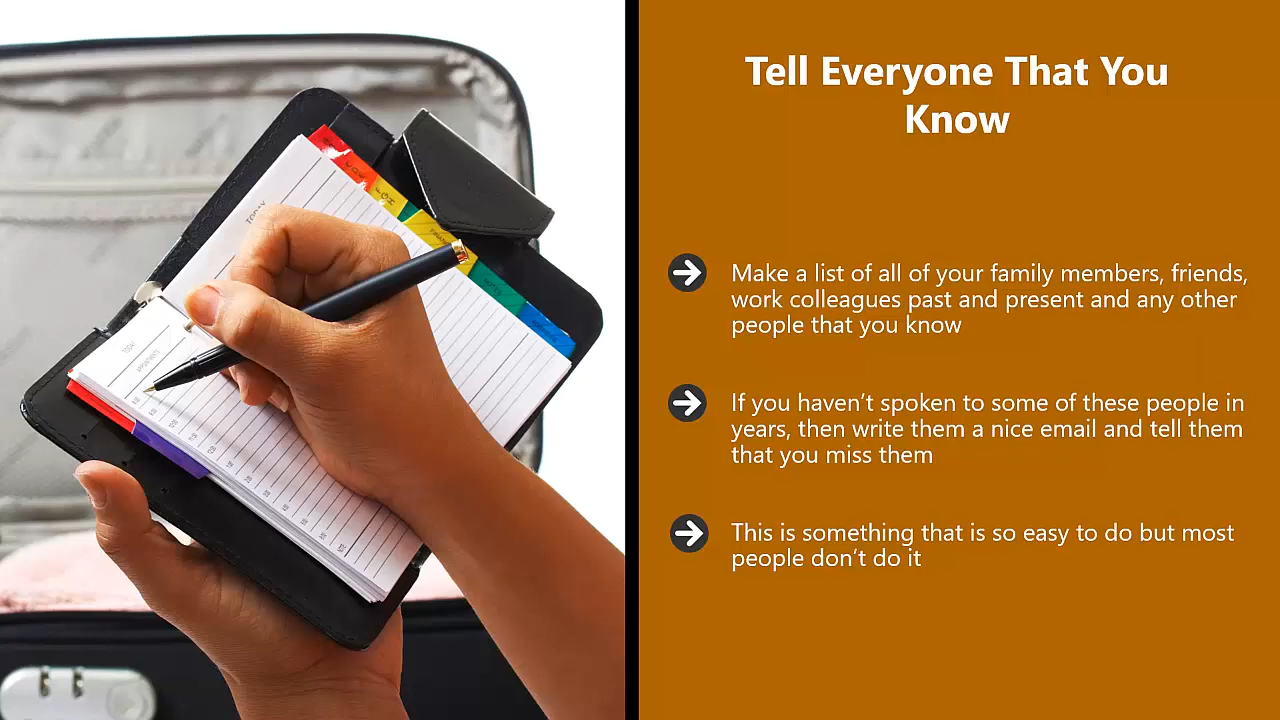 Tell Everyone That You
Know
Make a list of all of your family members, friends,
work colleagues past and present and any other
people that you know
If you haven’t spoken to some of these people in
years, then write them a nice email and tell them
that you miss them
This is something that is so easy to do but most
people don’t do it
TODAY
TODAY
APPOINTMENTS